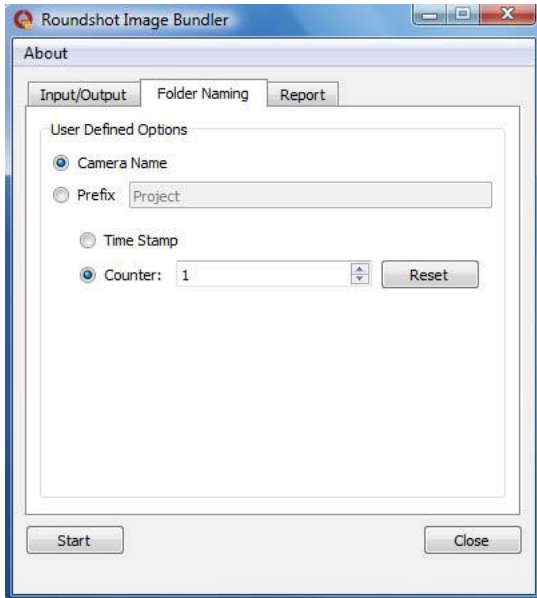 Roundshot Image Bundler
About
Input/Output Folder Naming Report
User Defined Options
Camera Name
Prefix Project
Time Stamp
Counter: 1 Reset
Start Close